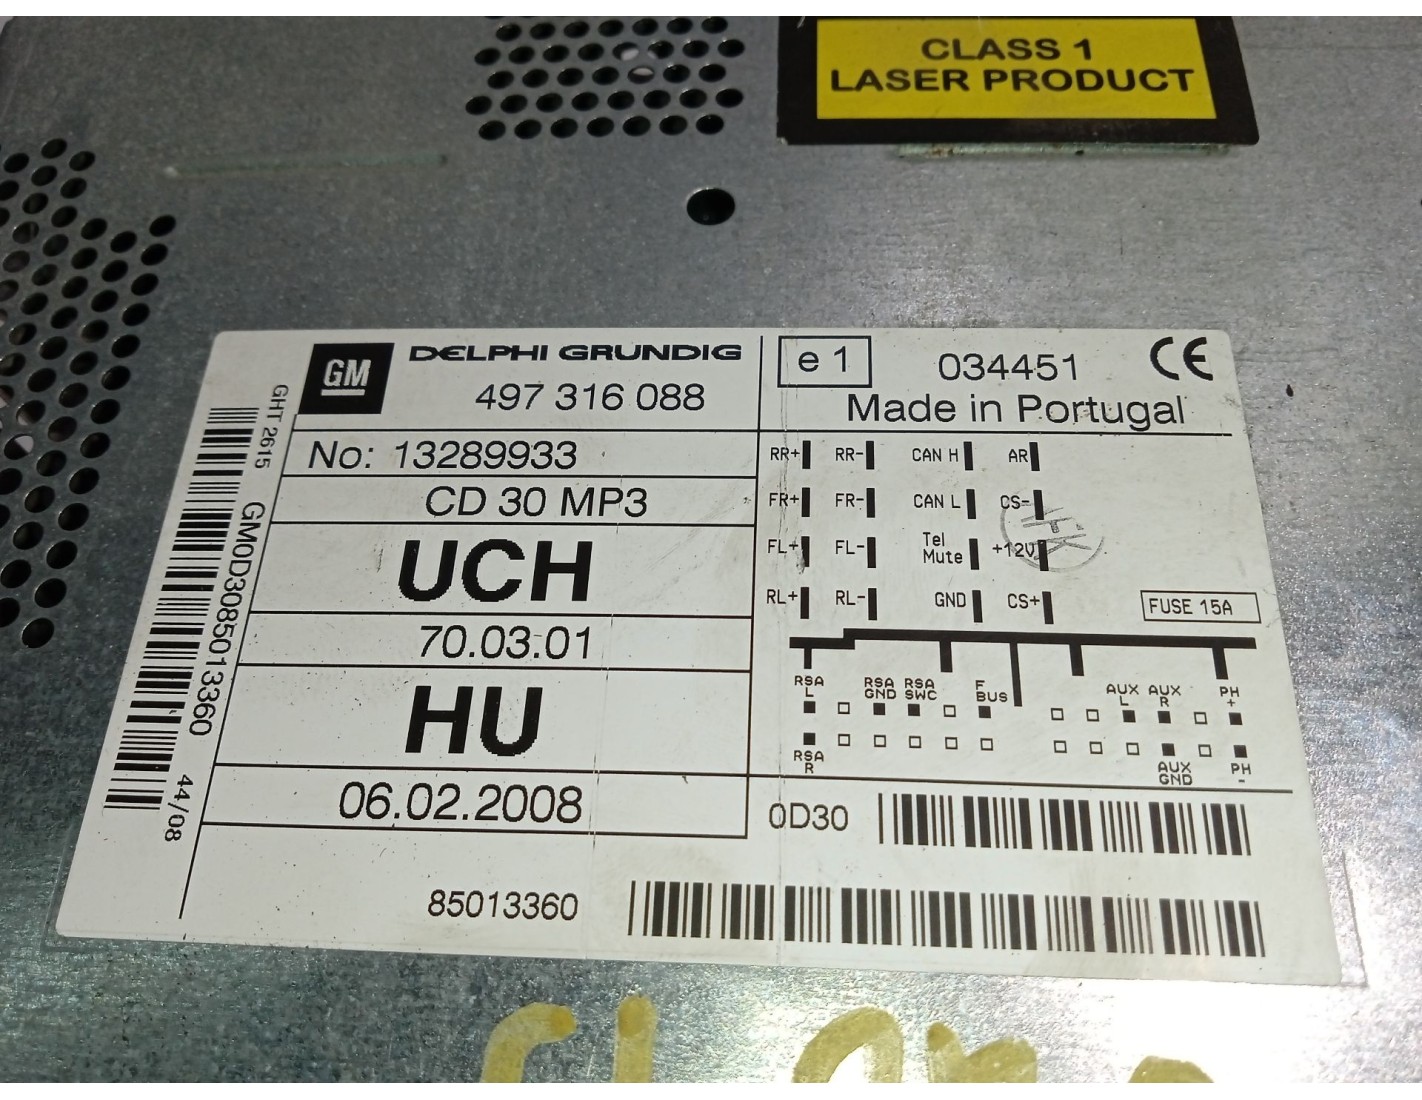 CLASS 1
LASER PRODUCT
GM
DELPHI GRUNDIG
497 316 088
e1
034451
CE
Made in Portugal
No: 13289933
CD 30 MP3
UCH
70.03.01
HU
06.02.2008
85013360
0D30
RR+ RR- CAN H AR
FR+ FR- CAN L CS-
FL+ FL- Tel Mute +12V
RL+ RL- GND CS+
FUSE 15A
RSA L
RSA GND
RSA SWC
F BUS
AUX L
AUX R
PH +
RSA R
AUX GND
PH -
GHT 2615
GM0D3085013360
44/08